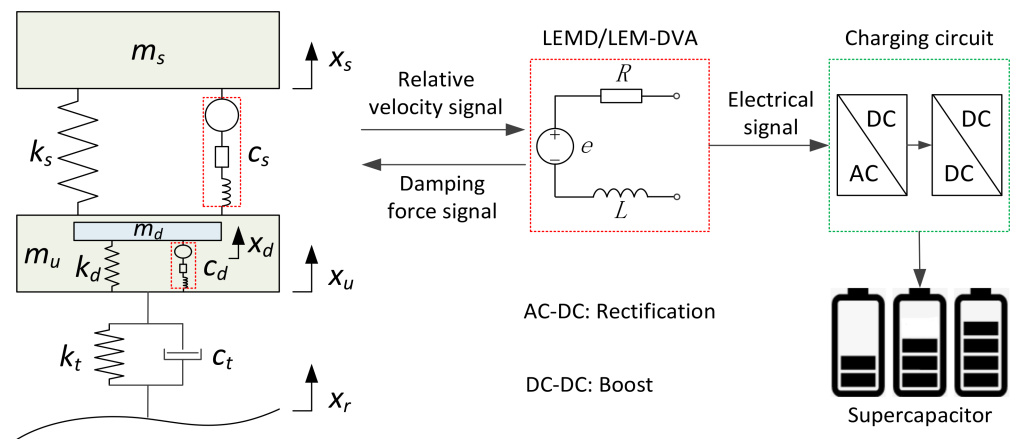 m_s
x_s
k_s
c_s
m_d
m_u
k_d
c_d
x_d
x_u
k_t
c_t
x_r
Relative
velocity signal
Damping
force signal
LEMD/LEM-DVA
R
+
e
−
L
Electrical
signal
Charging circuit
DC
AC
DC
DC
AC-DC: Rectification
DC-DC: Boost
Supercapacitor